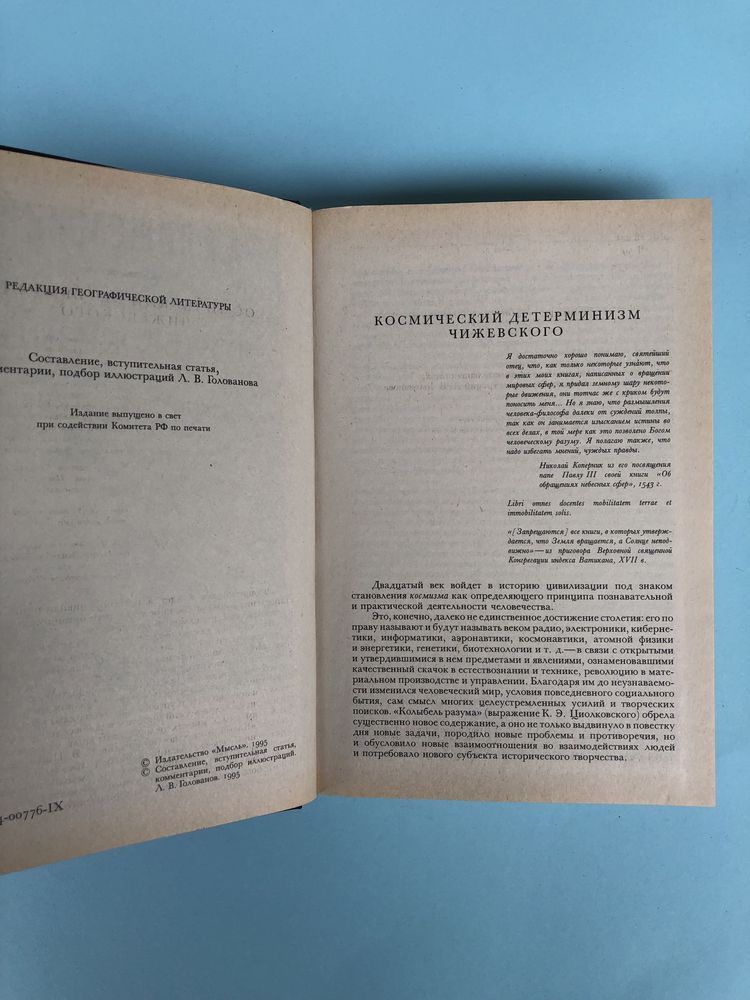 РЕДАКЦИЯ ГЕОГРАФИЧЕСКОЙ ЛИТЕРАТУРЫ
Составление, вступительная статья,
подбор иллюстраций Л. В. Голованова
Издание выпущено в свет
при содействии Комитета РФ по печати
© Издательство «Мысль». 1995
© Составление, вступительная статья,
комментарии, подбор иллюстраций.
Л. В. Голованов. 1995
4-00776-IX
КОСМИЧЕСКИЙ ДЕТЕРМИНИЗМ
ЧИЖЕВСКОГО
Я достаточно хорошо понимаю, святейший
отец, что, как только некоторые узнают, что
в этих моих книгах, написанных о вращении
мировых сфер, я придал земному шару некото-
рые движения, они тотчас же с криком будут
поносить меня... Но я знаю, что размышления
человека-философа далеки от суждений толпы,
так как он занимается изысканием истины во
всех делах, в той мере как это позволено Богом
человеческому разуму. Я полагаю также, что
надо избегать мнений, чуждых правды.
Николай Коперник из его посвящения
папе Павлу III своей книги «Об
обращениях небесных сфер», 1543 г.
Libri omnes docentes mobilitatem terrae et
immobilitatem solis.
«[Запрещаются] все книги, в которых утверж-
дается, что Земля вращается, а Солнце непод-
вижно» — из приговора Верховной священной
Конгрегации индекса Ватикана, XVII в.
Двадцатый век войдет в историю цивилизации под знаком
становления космизма как определяющего принципа познавательной
и практической деятельности человечества.
Это, конечно, далеко не единственное достижение столетия: его по
праву называют и будут называть веком радио, электроники, киберне-
тики, информатики, аэронавтики, космонавтики, атомной физики
и энергетики, генетики, биотехнологии и т. д. — в связи с открытыми
и утвердившимися в нем предметами и явлениями, ознаменовавшими
качественный скачок в естествознании и технике, революцию в мате-
риальном производстве и управлении. Благодаря им до неузнаваемо-
сти изменился человеческий мир, условия повседневного социального
бытия, сам смысл многих целеустремленных усилий и творческих
поисков. «Колыбель разума» (выражение К. Э. Циолковского) обрела
существенно новое содержание, а оно не только выдвинуло в повестку
дня новые задачи, породило новые проблемы и противоречия, но
и обусловило новые взаимоотношения во взаимодействиях людей
и потребовало нового субъекта исторического творчества.